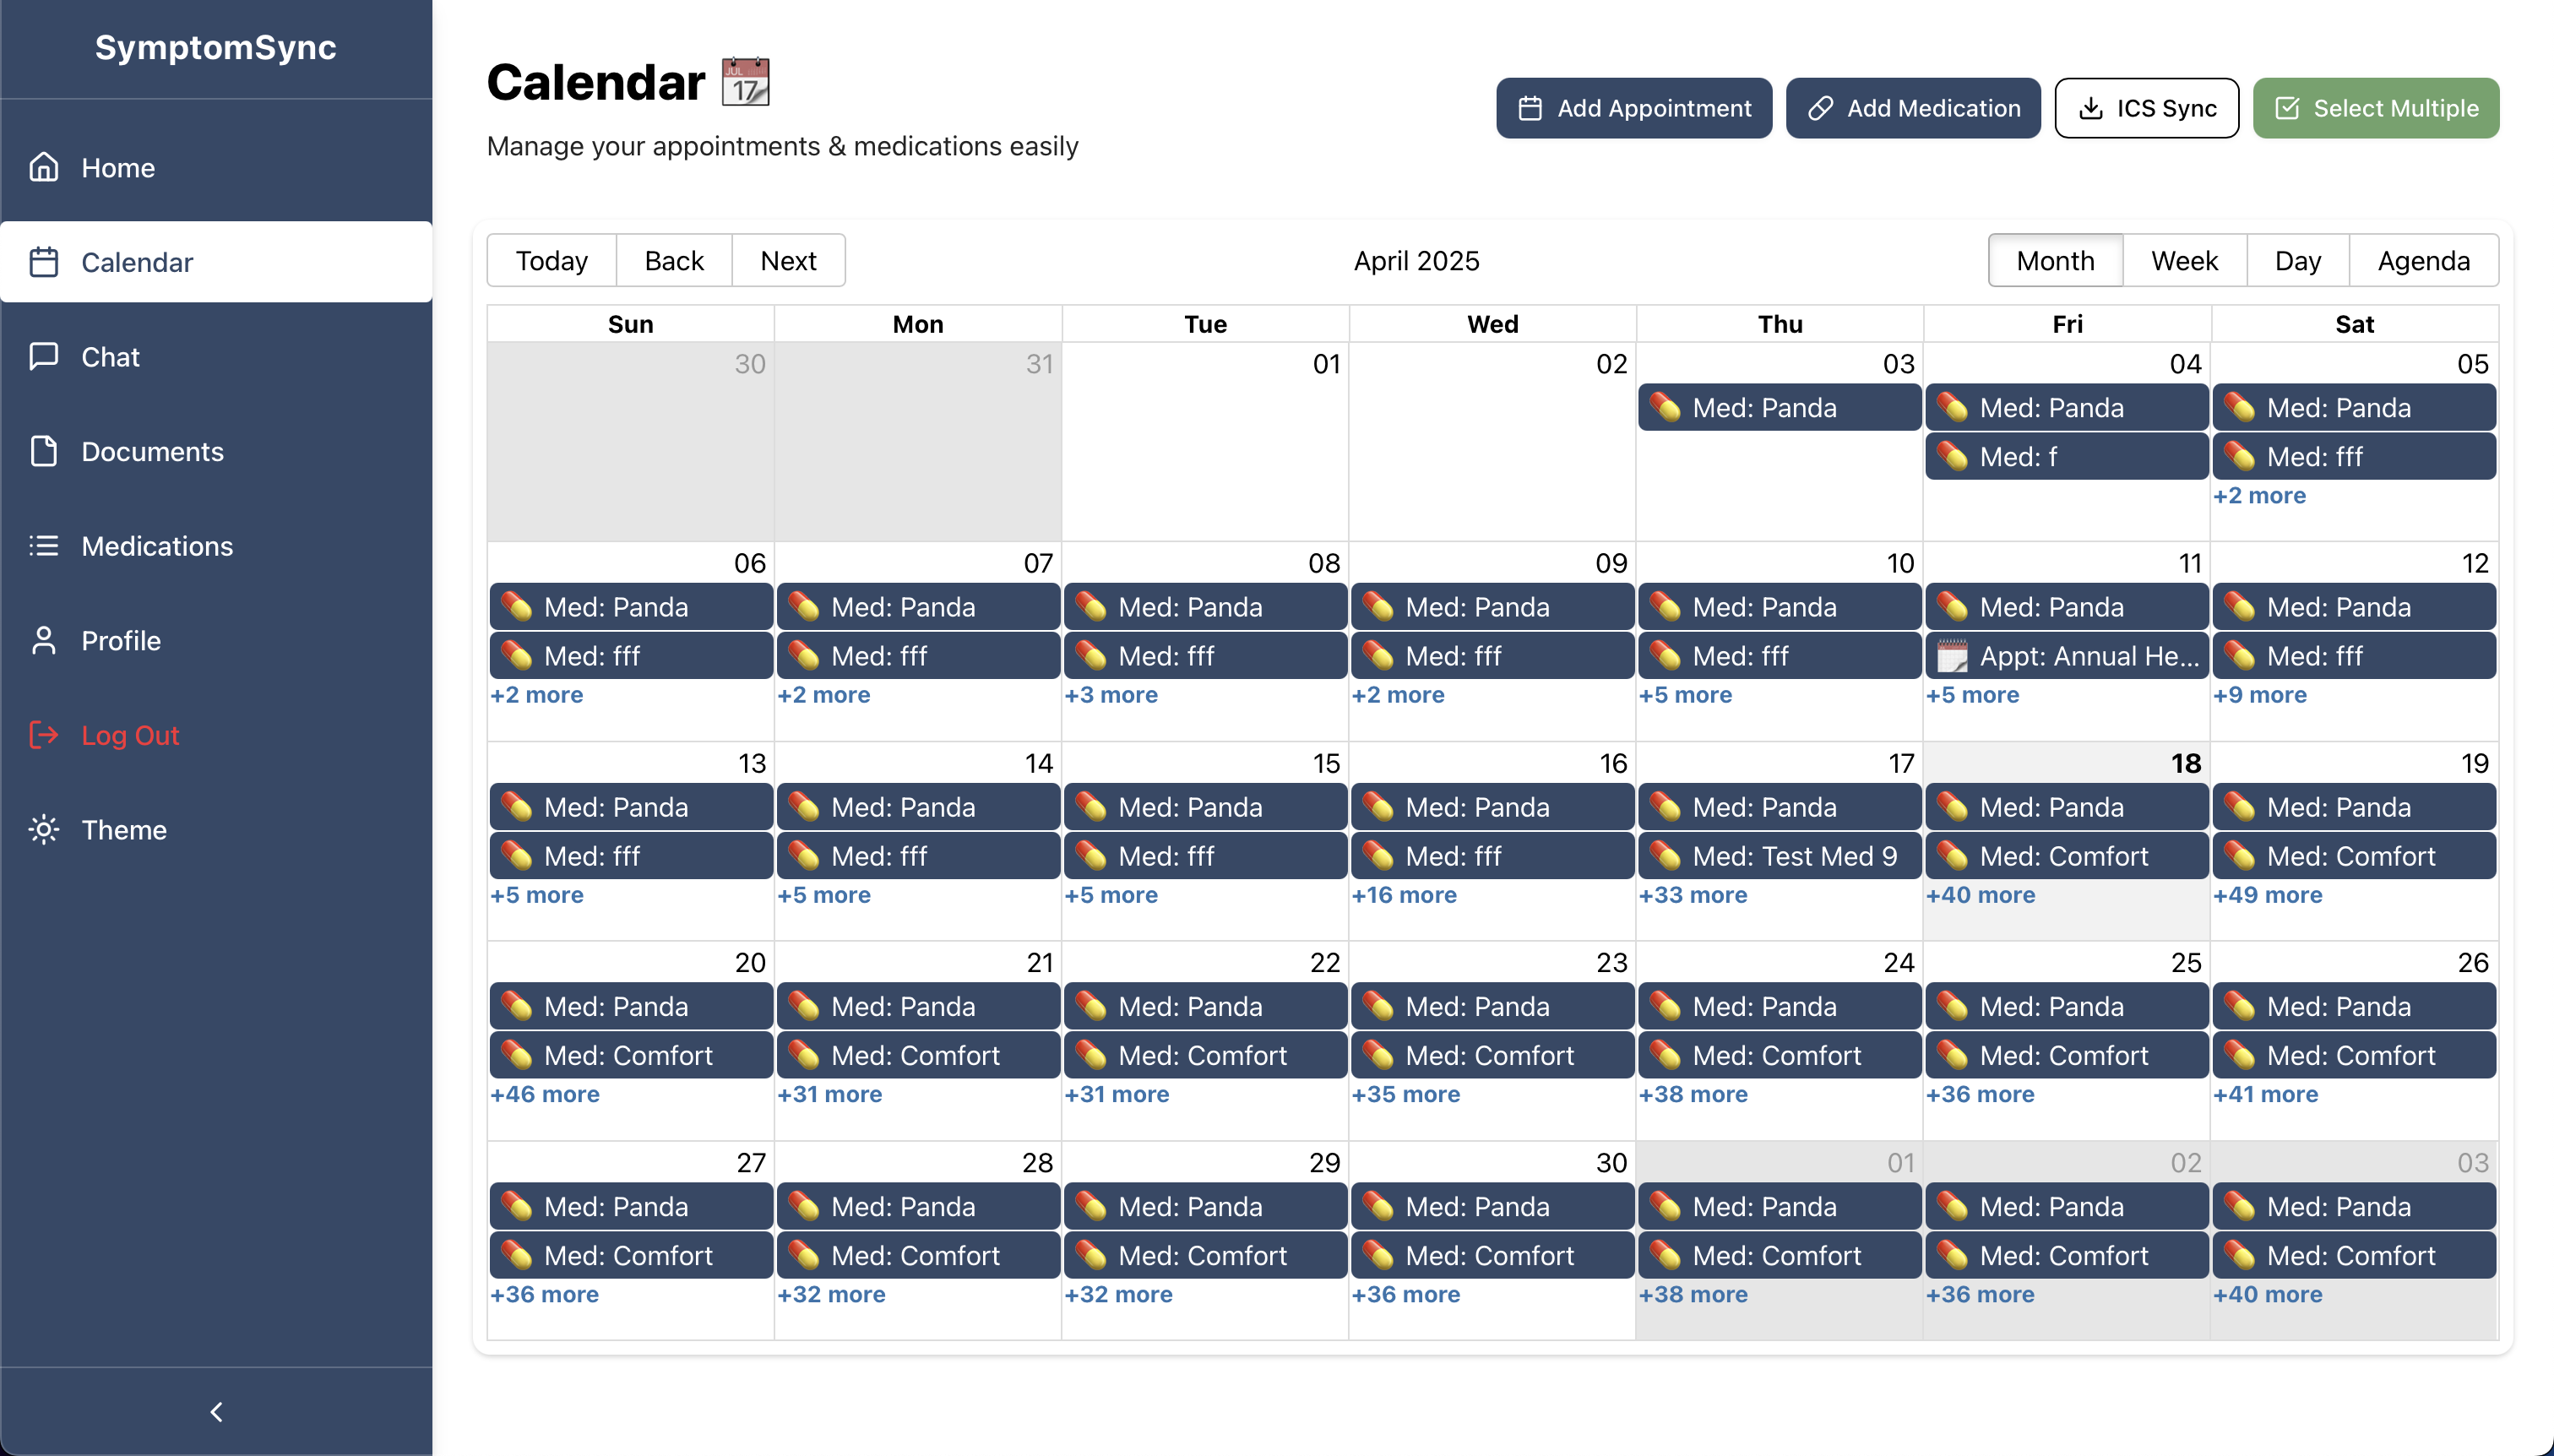 SymptomSync
Home
Calendar
Chat
Documents
Medications
Profile
Log Out
Theme
Calendar
JUL
17
Manage your appointments & medications easily
Add Appointment
Add Medication
ICS Sync
Select Multiple
Today Back Next
April 2025
Month Week Day Agenda
Sun Mon Tue Wed Thu Fri Sat
30 31 01 02 03 04 05
Med: Panda Med: Panda Med: Panda
Med: f Med: fff
+2 more
06 07 08 09 10 11 12
Med: Panda Med: Panda Med: Panda Med: Panda Med: Panda Med: Panda Med: Panda
Med: fff Med: fff Med: fff Med: fff Med: fff Appt: Annual He... Med: fff
+2 more +2 more +3 more +2 more +5 more +5 more +9 more
13 14 15 16 17 18 19
Med: Panda Med: Panda Med: Panda Med: Panda Med: Panda Med: Panda Med: Panda
Med: fff Med: fff Med: fff Med: fff Med: Test Med 9 Med: Comfort Med: Comfort
+5 more +5 more +5 more +16 more +33 more +40 more +49 more
20 21 22 23 24 25 26
Med: Panda Med: Panda Med: Panda Med: Panda Med: Panda Med: Panda Med: Panda
Med: Comfort Med: Comfort Med: Comfort Med: Comfort Med: Comfort Med: Comfort Med: Comfort
+46 more +31 more +31 more +35 more +38 more +36 more +41 more
27 28 29 30 01 02 03
Med: Panda Med: Panda Med: Panda Med: Panda Med: Panda Med: Panda Med: Panda
Med: Comfort Med: Comfort Med: Comfort Med: Comfort Med: Comfort Med: Comfort Med: Comfort
+36 more +32 more +32 more +36 more +38 more +36 more +40 more